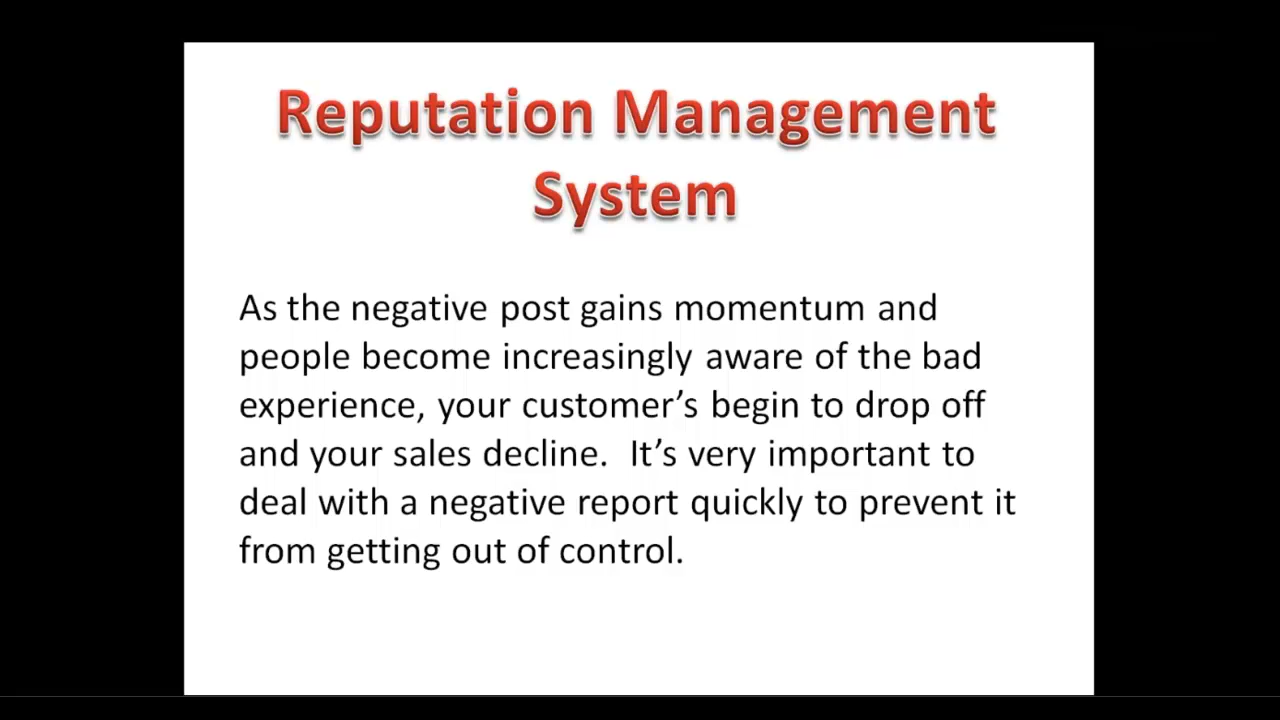 Reputation Management
System
As the negative post gains momentum and
people become increasingly aware of the bad
experience, your customer’s begin to drop off
and your sales decline.  It’s very important to
deal with a negative report quickly to prevent it
from getting out of control.